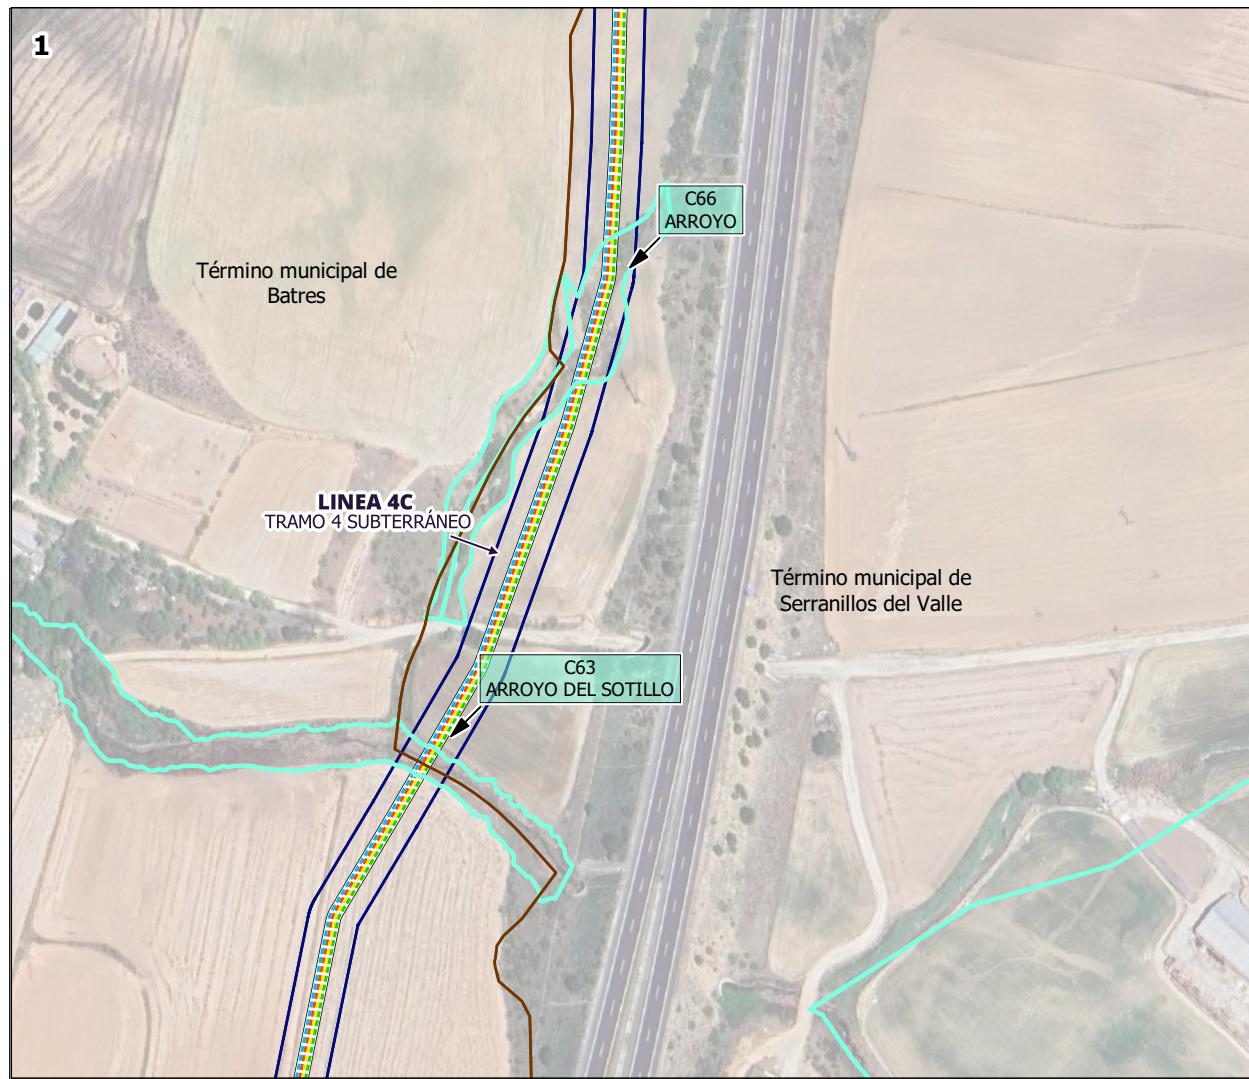 1
C66
ARROYO
Término municipal de
Batres
LINEA 4C
TRAMO 4 SUBTERRÁNEO
Término municipal de
Serranillos del Valle
C63
ARROYO DEL SOTILLO